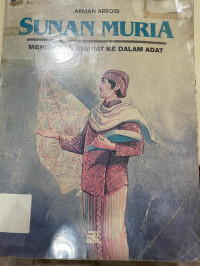 ARMAN ARROISI
SUNAN MURIA
KE DALAM ADAT